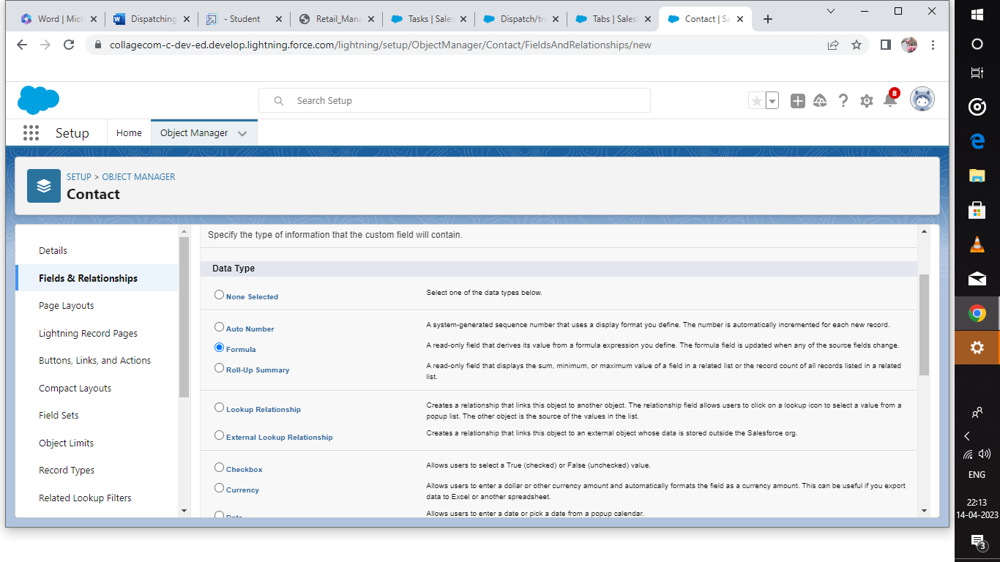 Word | Micr
Dispatching
- Student
Retail_Mana
Tasks | Sales
Dispatch/tra
Tabs | Salesf
Contact | Sa
collagecom-c-dev-ed.develop.lightning.force.com/lightning/setup/ObjectManager/Contact/FieldsAndRelationships/new
Search Setup
8
Setup
Home
Object Manager
SETUP > OBJECT MANAGER
Contact
Details
Fields & Relationships
Page Layouts
Lightning Record Pages
Buttons, Links, and Actions
Compact Layouts
Field Sets
Object Limits
Record Types
Related Lookup Filters
Specify the type of information that the custom field will contain.
Data Type
None Selected
Select one of the data types below.
Auto Number
A system-generated sequence number that uses a display format you define. The number is automatically incremented for each new record.
Formula
A read-only field that derives its value from a formula expression you define. The formula field is updated when any of the source fields change.
Roll-Up Summary
A read-only field that displays the sum, minimum, or maximum value of a field in a related list or the record count of all records listed in a related
list.
Lookup Relationship
Creates a relationship that links this object to another object. The relationship field allows users to click on a lookup icon to select a value from a
popup list. The other object is the source of the values in the list.
External Lookup Relationship
Creates a relationship that links this object to an external object whose data is stored outside the Salesforce org.
Checkbox
Allows users to select a True (checked) or False (unchecked) value.
Currency
Allows users to enter a dollar or other currency amount and automatically formats the field as a currency amount. This can be useful if you export
data to Excel or another spreadsheet.
Date
Allows users to enter a date or pick a date from a popup calendar.
ENG
22:13
14-04-2023
3